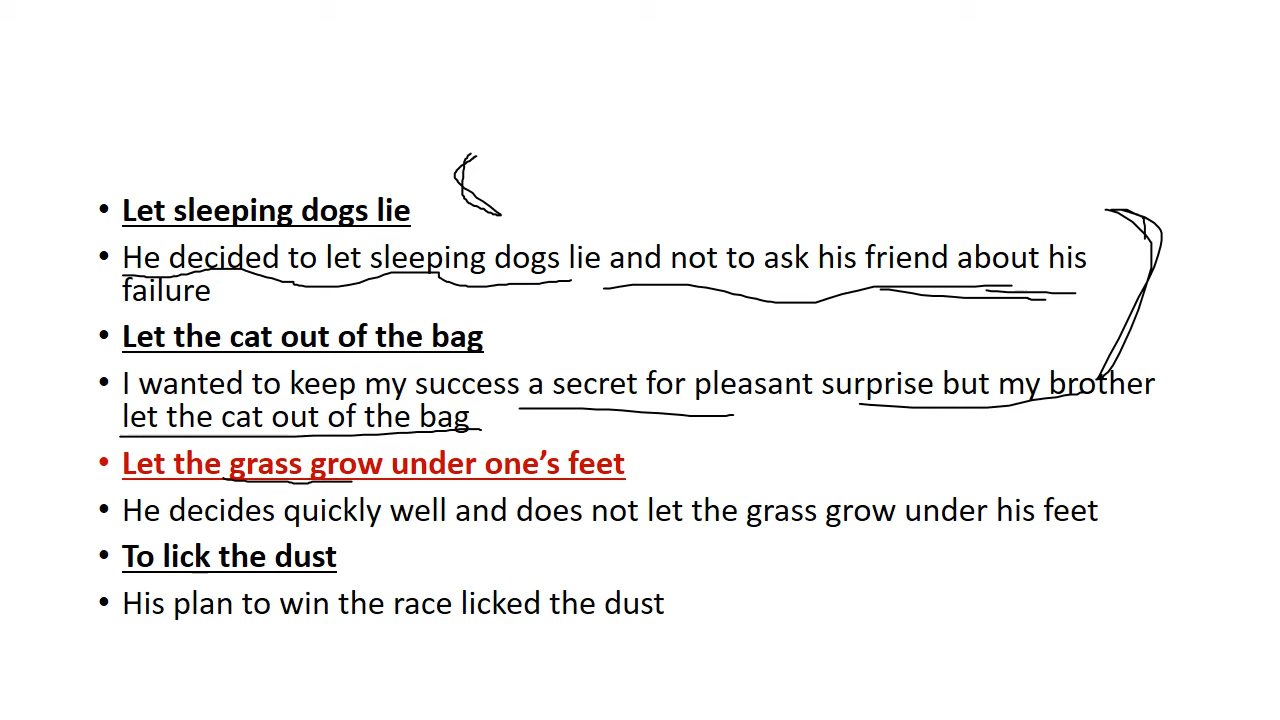 • Let sleeping dogs lie
• He decided to let sleeping dogs lie and not to ask his friend about his
failure
• Let the cat out of the bag
• I wanted to keep my success a secret for pleasant surprise but my brother
let the cat out of the bag
• Let the grass grow under one’s feet
• He decides quickly well and does not let the grass grow under his feet
• To lick the dust
• His plan to win the race licked the dust